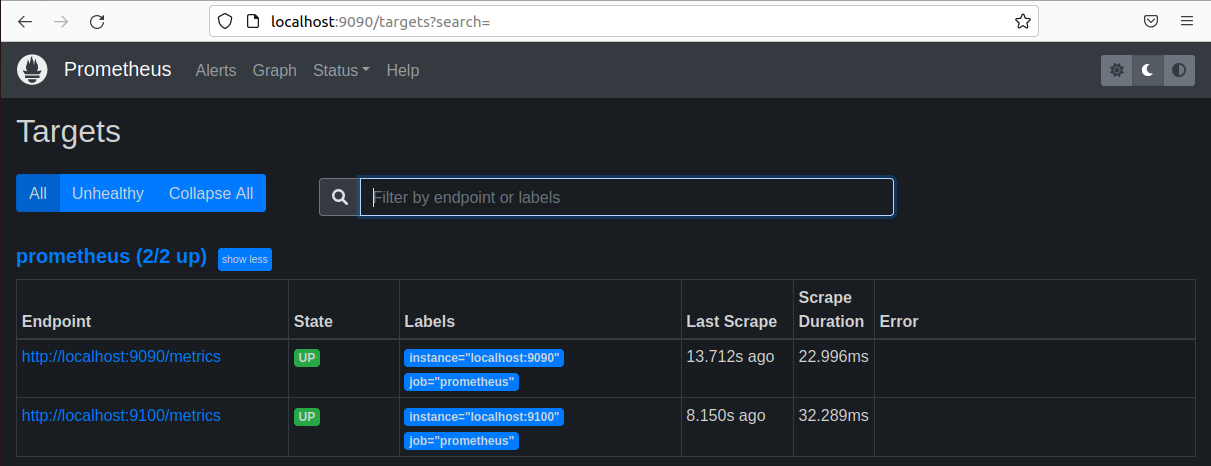 localhost:9090/targets?search=
Prometheus Alerts Graph Status Help
Targets
All Unhealthy Collapse All Filter by endpoint or labels
prometheus (2/2 up) show less
Endpoint State Labels Last Scrape Scrape Duration Error
http://localhost:9090/metrics UP instance="localhost:9090" 13.712s ago 22.996ms
job="prometheus"
http://localhost:9100/metrics UP instance="localhost:9100" 8.150s ago 32.289ms
job="prometheus"